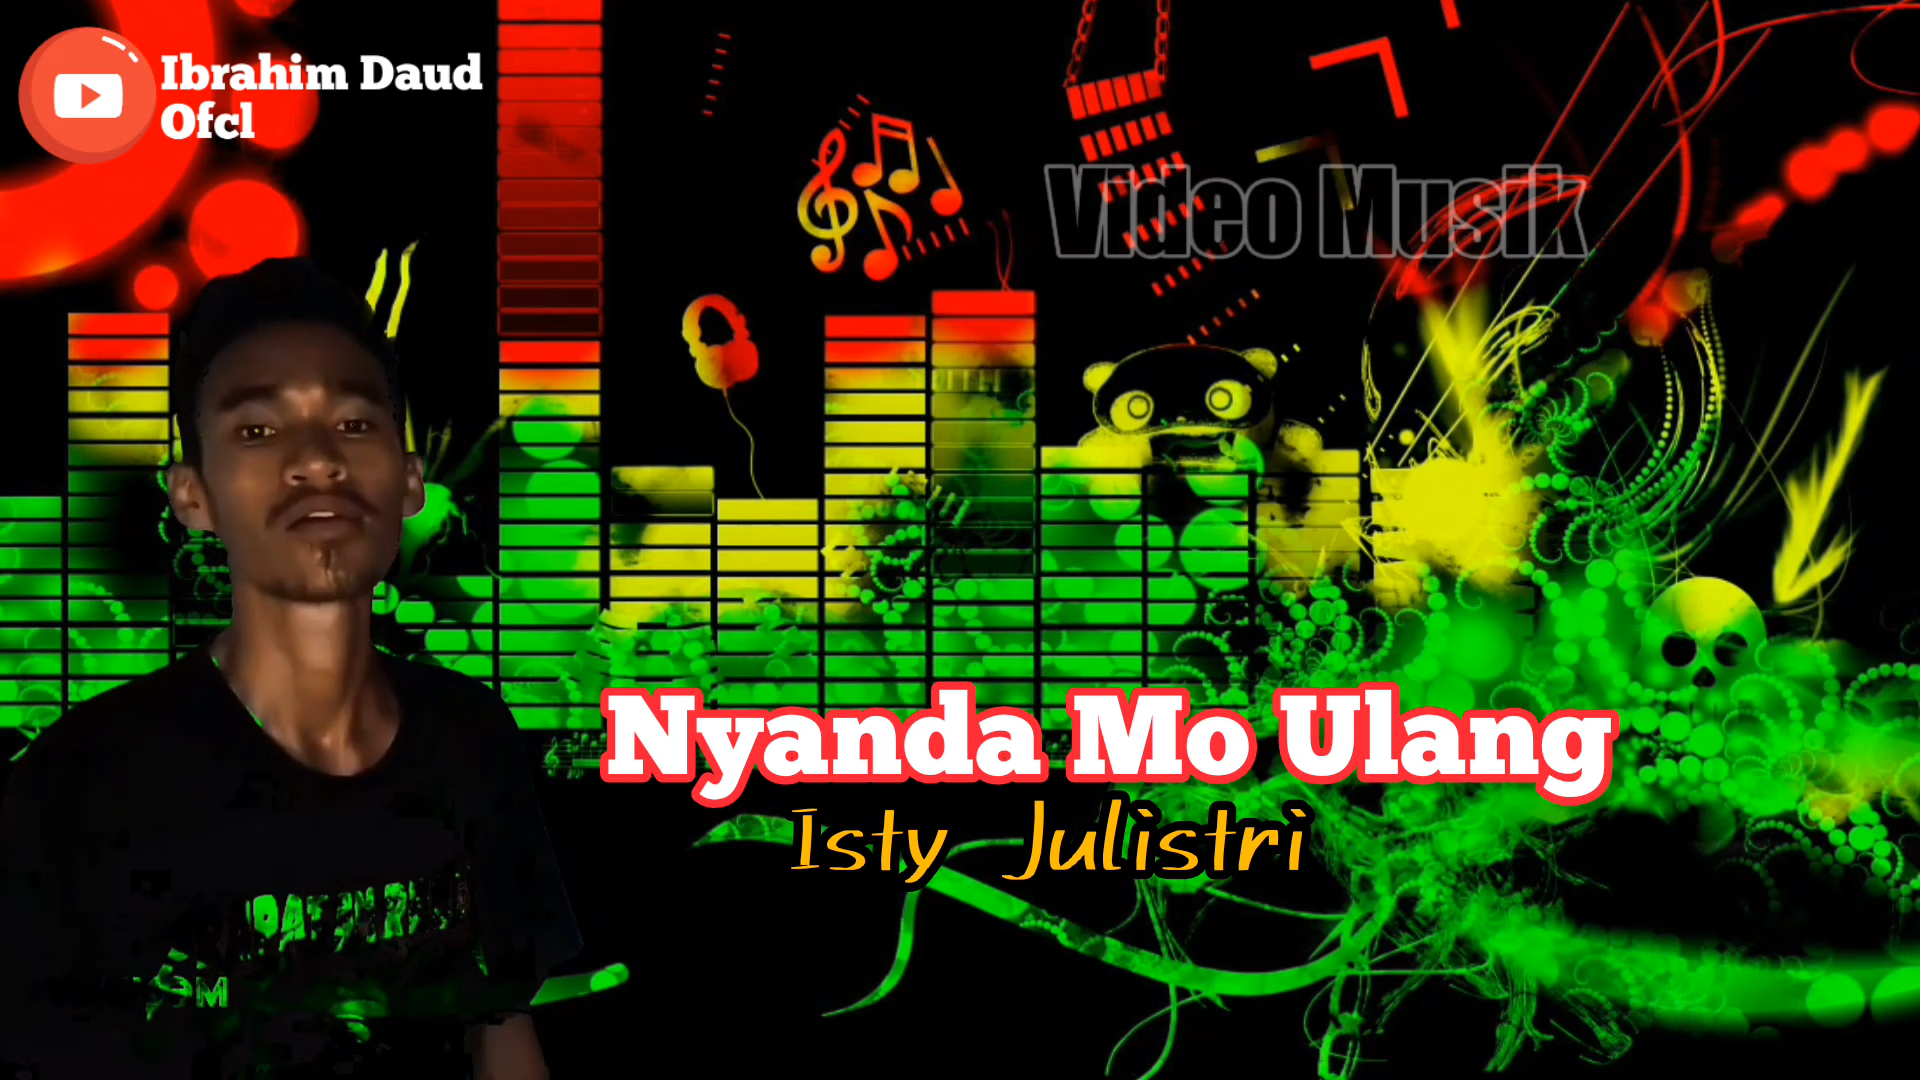 Ibrahim Daud
Ofcl
Video Musik
Nyanda Mo Ulang
Isty Julistri